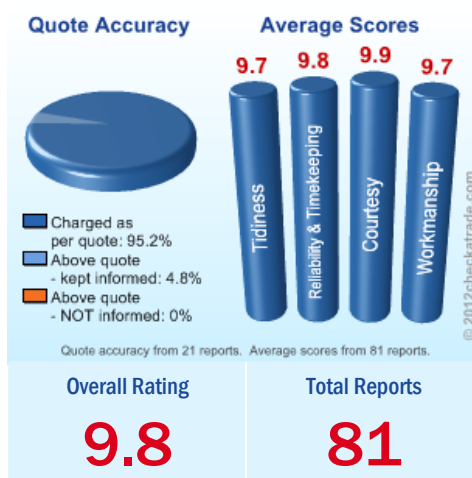 Quote Accuracy
Average Scores
9.7
9.8
9.9
9.7
Tidiness
Reliability & Timekeeping
Courtesy
Workmanship
Charged as
per quote: 95.2%
Above quote
- kept informed: 4.8%
Above quote
- NOT informed: 0%
© 2012checkatrade.com
Quote accuracy from 21 reports. Average scores from 81 reports.
Overall Rating
Total Reports
9.8
81